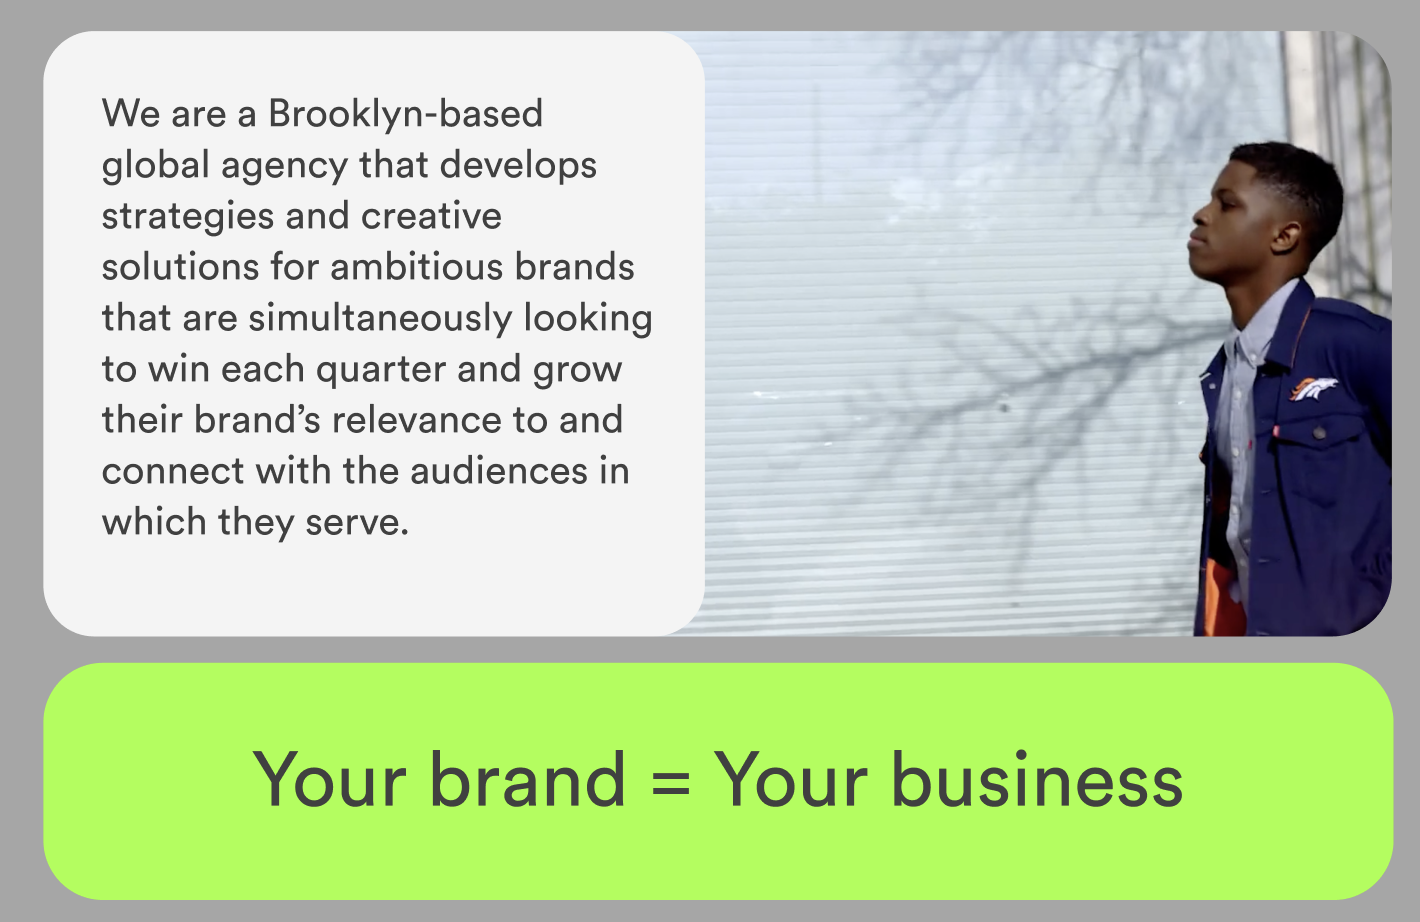 We are a Brooklyn-based
global agency that develops
strategies and creative
solutions for ambitious brands
that are simultaneously looking
to win each quarter and grow
their brand’s relevance to and
connect with the audiences in
which they serve.
Your brand = Your business